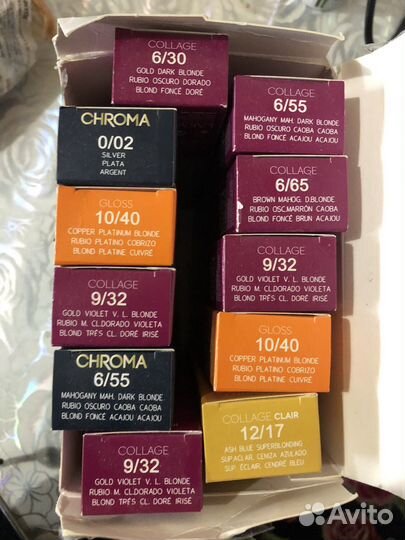 COLLAGE
6/30
GOLD DARK BLONDE
RUBIO OSCURO DORADO
BLOND FONCÉ DORÉ
CHROMA
0/02
SILVER
PLATA
ARGENT
GLOSS
10/40
COPPER PLATINUM BLONDE
RUBIO PLATINO COBRIZO
BLOND PLATINE CUIVRÉ
COLLAGE
9/32
GOLD VIOLET V. L. BLONDE
RUBIO M. CL.DORADO VIOLETA
BLOND TRÈS CL. DORÉ IRISÉ
CHROMA
6/55
MAHOGANY MAH. DARK BLONDE
RUBIO OSCURO CAOBA CAOBA
BLOND FONCÉ ACAJOU ACAJOU
COLLAGE
9/32
GOLD VIOLET V. L. BLONDE
RUBIO M. CL.DORADO VIOLETA
BLOND TRÈS CL. DORÉ IRISÉ
COLLAGE
6/55
MAHOGANY MAH. DARK BLONDE
RUBIO OSCURO CAOBA CAOBA
BLOND FONCÉ ACAJOU ACAJOU
COLLAGE
6/65
BROWN MAHOG. D.BLONDE
RUBIO OSC.MARRÓN CAOBA
BLOND FONCÉ BRUN ACAJOU
COLLAGE
9/32
GOLD VIOLET V. L. BLONDE
RUBIO M. CL.DORADO VIOLETA
BLOND TRÈS CL. DORÉ IRISÉ
GLOSS
10/40
COPPER PLATINUM BLONDE
RUBIO PLATINO COBRIZO
BLOND PLATINE CUIVRÉ
COLLAGE CLAIR
12/17
ASH BLUE SUPERBLONDING
SUP.ACLAR. CENIZA AZULADO
SUP. ÉCLAIR. CENDRÉ BLEU
Avito